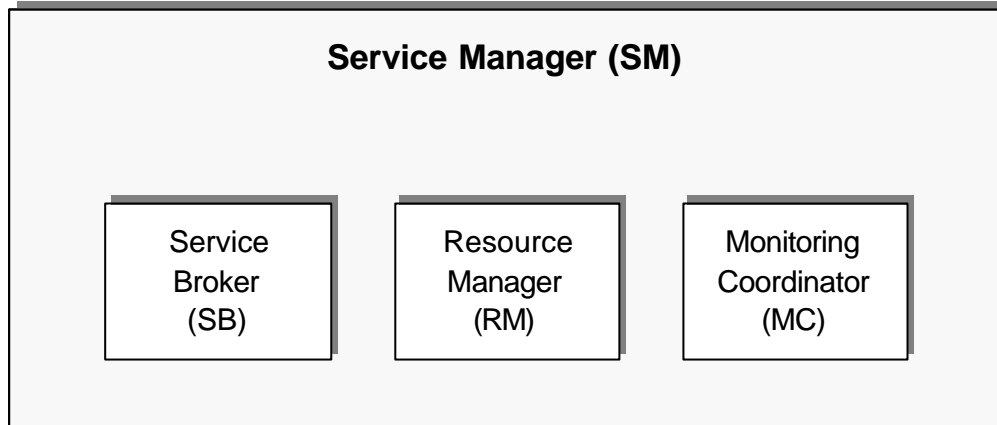 Service Manager (SM)
Service
Broker
(SB)
Resource
Manager
(RM)
Monitoring
Coordinator
(MC)